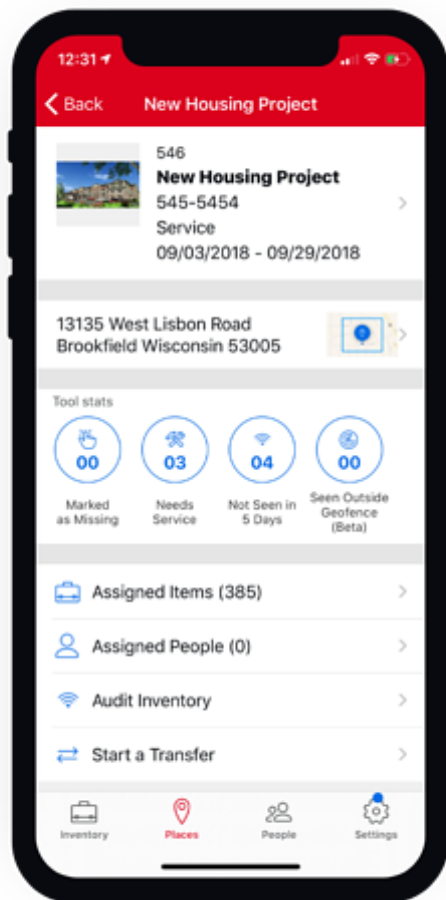 12:31
Back New Housing Project
546
New Housing Project
545-5454
Service
09/03/2018 - 09/29/2018
13135 West Lisbon Road
Brookfield Wisconsin 53005
Tool stats
00 03 04 00
Marked as Missing
Needs Service
Not Seen in 5 Days
Seen Outside Geofence (Beta)
Assigned Items (385)
Assigned People (0)
Audit Inventory
Start a Transfer
Inventory Places People Settings